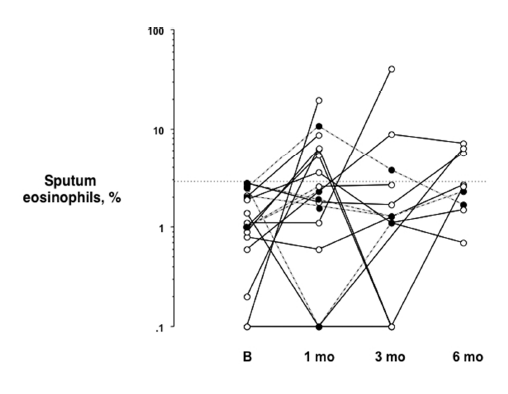 100
10
Sputum
eosinophils, %
1
.1
B 1 mo 3 mo 6 mo